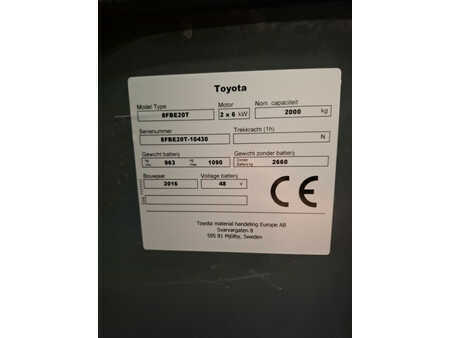 Toyota
Model Type Motor Nom. capaciteit
8FBE20T 2 x 6 kW 2000 kg
Serienummer Trekkracht (1h)
8FBE20T-10430 N
Gewicht batterij Gewicht zonder batterij
963 1090 2660
Bouwjaar Voltage batterij
2016 48 V
CE
Toyota material handeling Europe AB
Svarvargatan 8
595 81 Mjölby, Sweden